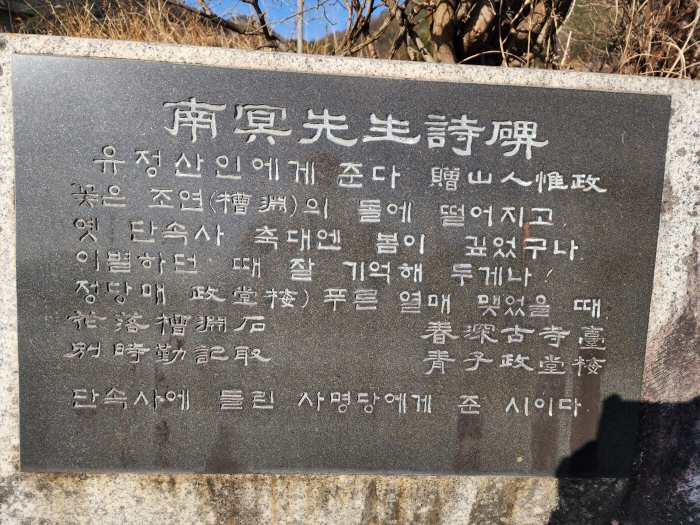 南冥先生詩碑
유정산인에게 준다 贈山人惟政
꽃은 조연(槽淵)의 돌에 떨어지고
옛 단속사 축대엔 봄이 깊었구나
이별하던 때 잘 기억해 두게나!
정당매 政堂梅) 푸른 열매 맺었을 때
花落槽淵石 春深古寺臺
別時勤記取 青子政堂梅
단속사에 들린 사명당에게 준 시이다.